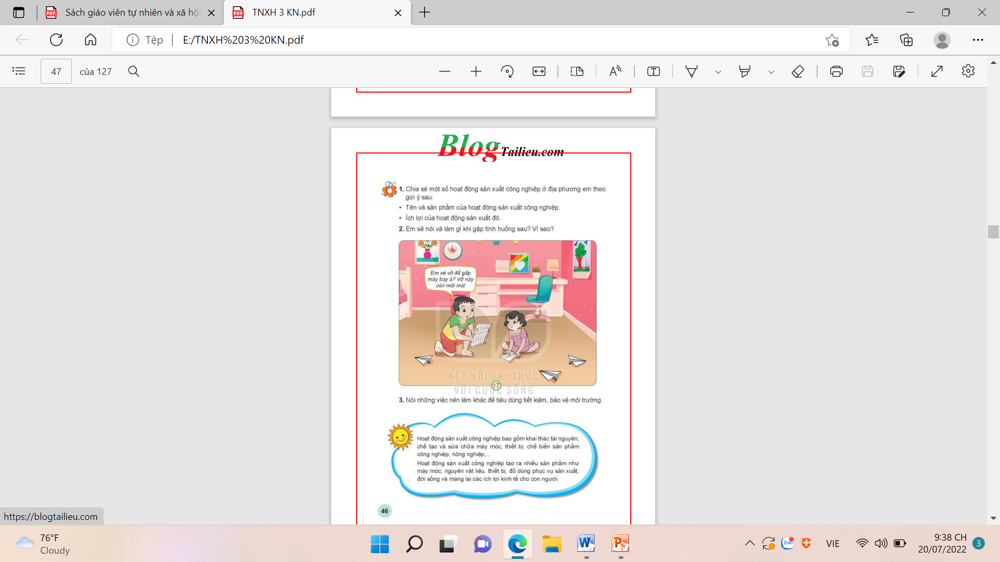 Sách giáo viên tự nhiên và xã hội
TNXH 3 KN.pdf
Tệp
E:/TNXH%203%20KN.pdf
47
của 127
Blog Tailieu.com
1. Chia sẻ một số hoạt động sản xuất công nghiệp ở địa phương em theo
gợi ý sau:
• Tên và sản phẩm của hoạt động sản xuất công nghiệp.
• Ích lợi của hoạt động sản xuất đó.
2. Em sẽ nói và làm gì khi gặp tình huống sau? Vì sao?
Em xé vở để gấp
máy bay à? Vở này
còn mới mà!
KẾT NỐI TRI THỨC
VỚI CUỘC SỐNG
17
3. Nói những việc nên làm khác để tiêu dùng tiết kiệm, bảo vệ môi trường.
Hoạt động sản xuất công nghiệp bao gồm khai thác tài nguyên;
chế tạo và sửa chữa máy móc, thiết bị; chế biến sản phẩm
công nghiệp, nông nghiệp,...
Hoạt động sản xuất công nghiệp tạo ra nhiều sản phẩm như
máy móc, nguyên vật liệu, thiết bị, đồ dùng phục vụ sản xuất,
đời sống và mang lại các ích lợi kinh tế cho con người.
46
https://blogtailieu.com
76°F
Cloudy
Zalo
VIE
9:38 CH
20/07/2022
3